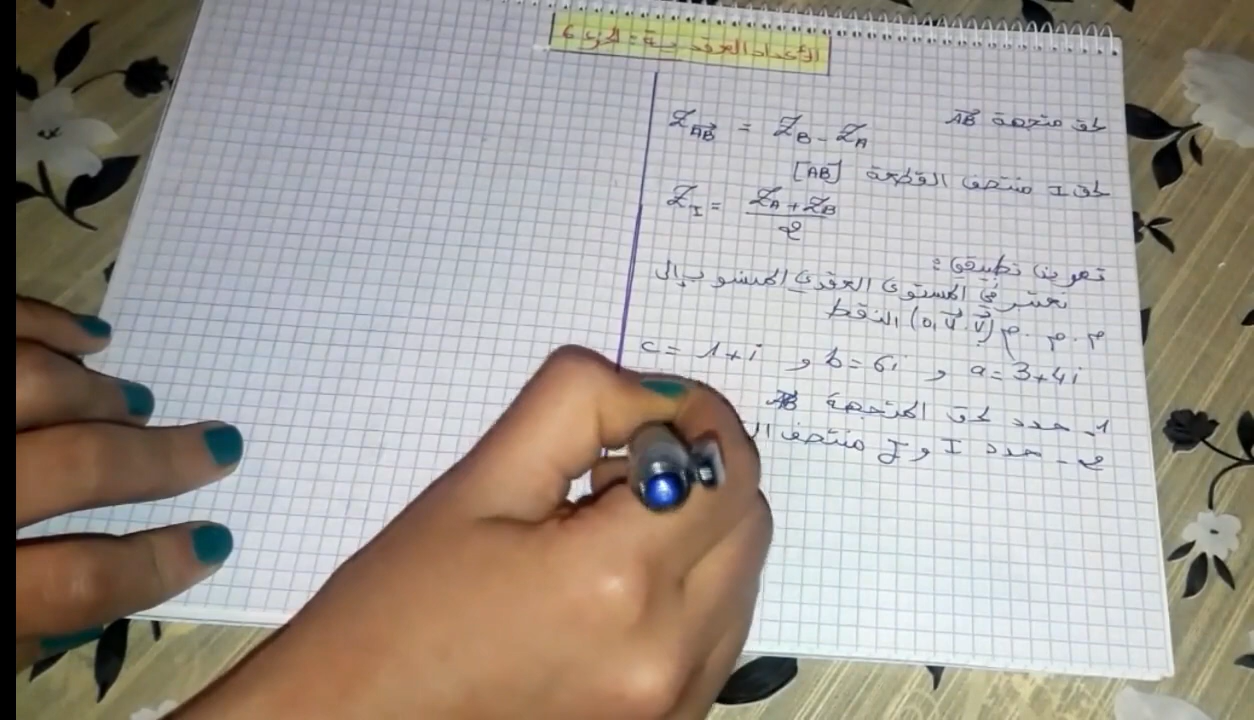 الأعداد العقدية: الجزء 6
لحق متجهة AB
Z_AB = Z_B - Z_A
لحق I منتصف القطعة [AB]
Z_I = (Z_A + Z_B) / 2
تمرين تطبيقي:
نعتبر في المستوى العقدي المنسوب إلى
م.م.م (o, u, v) النقط
a = 3+4i و b = 6i و c = 1+i
1- حدد لحق المتجهة AB
2- حدد I و J منتصف